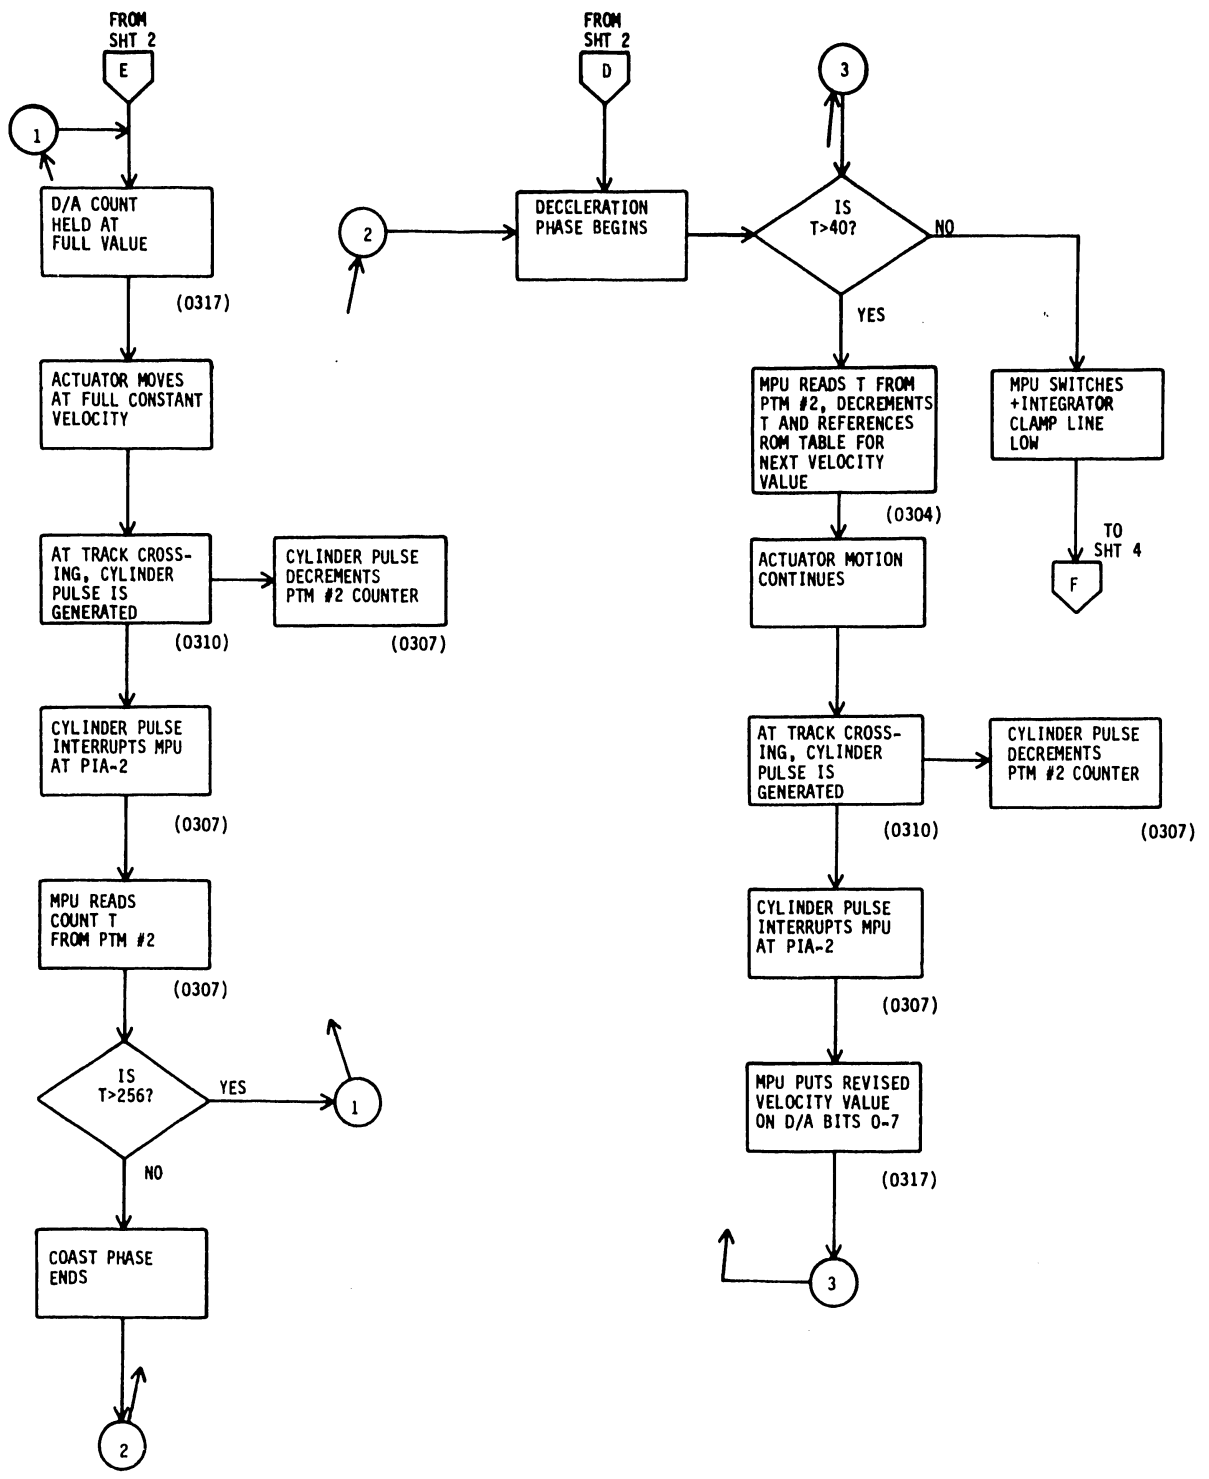 FROM
SHT 2
E
1
D/A COUNT
HELD AT
FULL VALUE
(0317)
ACTUATOR MOVES
AT FULL CONSTANT
VELOCITY
AT TRACK CROSS-
ING, CYLINDER
PULSE IS
GENERATED
(0310)
CYLINDER PULSE
DECREMENTS
PTM #2 COUNTER
(0307)
CYLINDER PULSE
INTERRUPTS MPU
AT PIA-2
(0307)
MPU READS
COUNT T
FROM PTM #2
(0307)
IS
T>256?
YES
1
NO
COAST PHASE
ENDS
2
FROM
SHT 2
D
2
DECELERATION
PHASE BEGINS
3
IS
T>40?
NO
YES
MPU READS T FROM
PTM #2, DECREMENTS
T AND REFERENCES
ROM TABLE FOR
NEXT VELOCITY
VALUE
(0304)
MPU SWITCHES
+INTEGRATOR
CLAMP LINE
LOW
TO
SHT 4
F
ACTUATOR MOTION
CONTINUES
AT TRACK CROSS-
ING, CYLINDER
PULSE IS
GENERATED
(0310)
CYLINDER PULSE
DECREMENTS
PTM #2 COUNTER
(0307)
CYLINDER PULSE
INTERRUPTS MPU
AT PIA-2
(0307)
MPU PUTS REVISED
VELOCITY VALUE
ON D/A BITS 0-7
(0317)
3